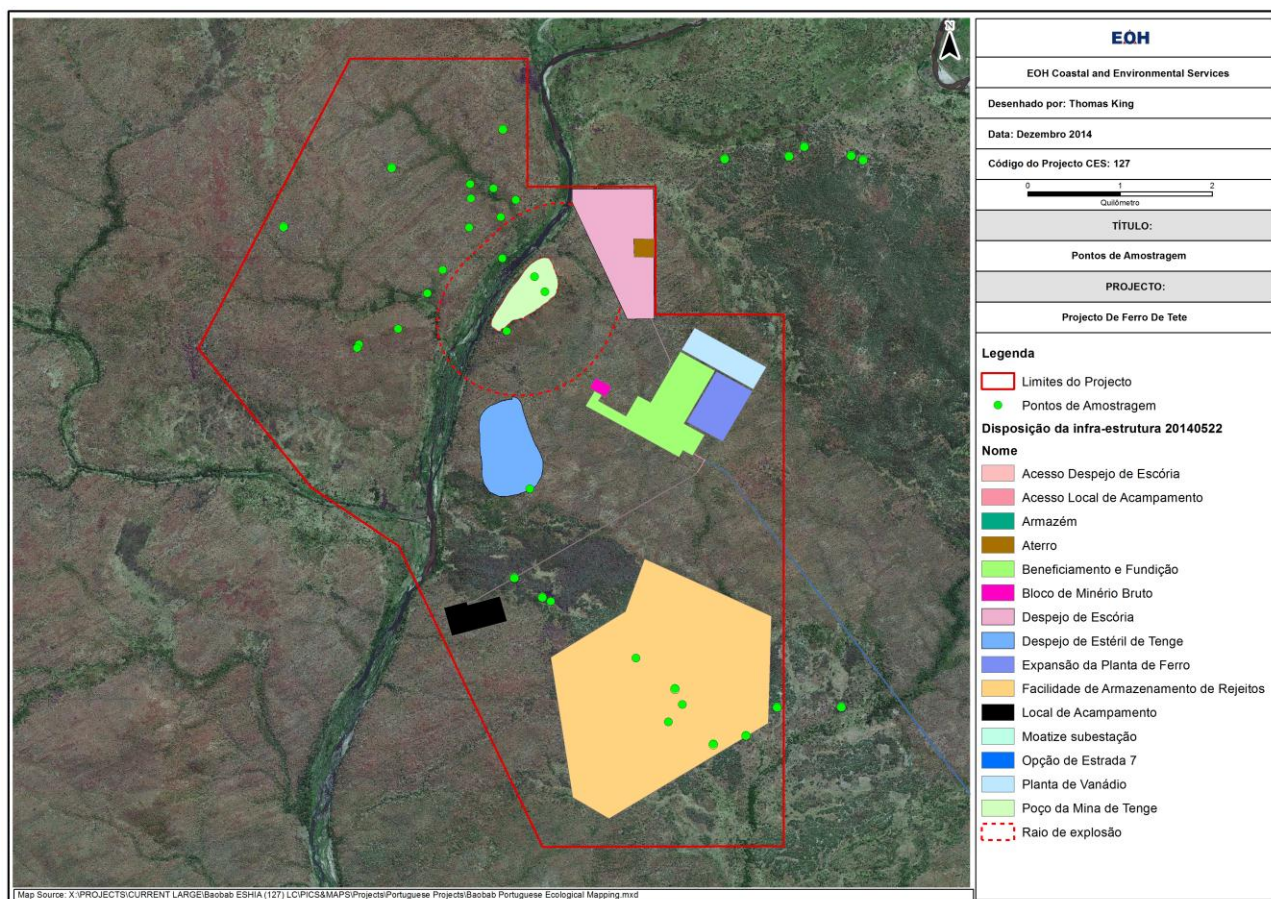 N
EOH
EOH Coastal and Environmental Services
Desenhado por: Thomas King
Data: Dezembro 2014
Código do Projecto CES: 127
0 1 2
Quilômetro
TÍTULO:
Pontos de Amostragem
PROJECTO:
Projecto De Ferro De Tete
Legenda
Limites do Projecto
Pontos de Amostragem
Disposição da infra-estrutura 20140522
Nome
Acesso Despejo de Escória
Acesso Local de Acampamento
Armazém
Aterro
Beneficiamento e Fundição
Bloco de Minério Bruto
Despejo de Escória
Despejo de Estéril de Tenge
Expansão da Planta de Ferro
Facilidade de Armazenamento de Rejeitos
Local de Acampamento
Moatize subestação
Opção de Estrada 7
Planta de Vanádio
Poço da Mina de Tenge
Raio de explosão
Map Source: X:\PROJECTS\CURRENT LARGE\Baobab ESHIA (127) LC\PICS&MAPS\Projects\Portuguese Projects\Baobab Portuguese Ecological Mapping.mxd